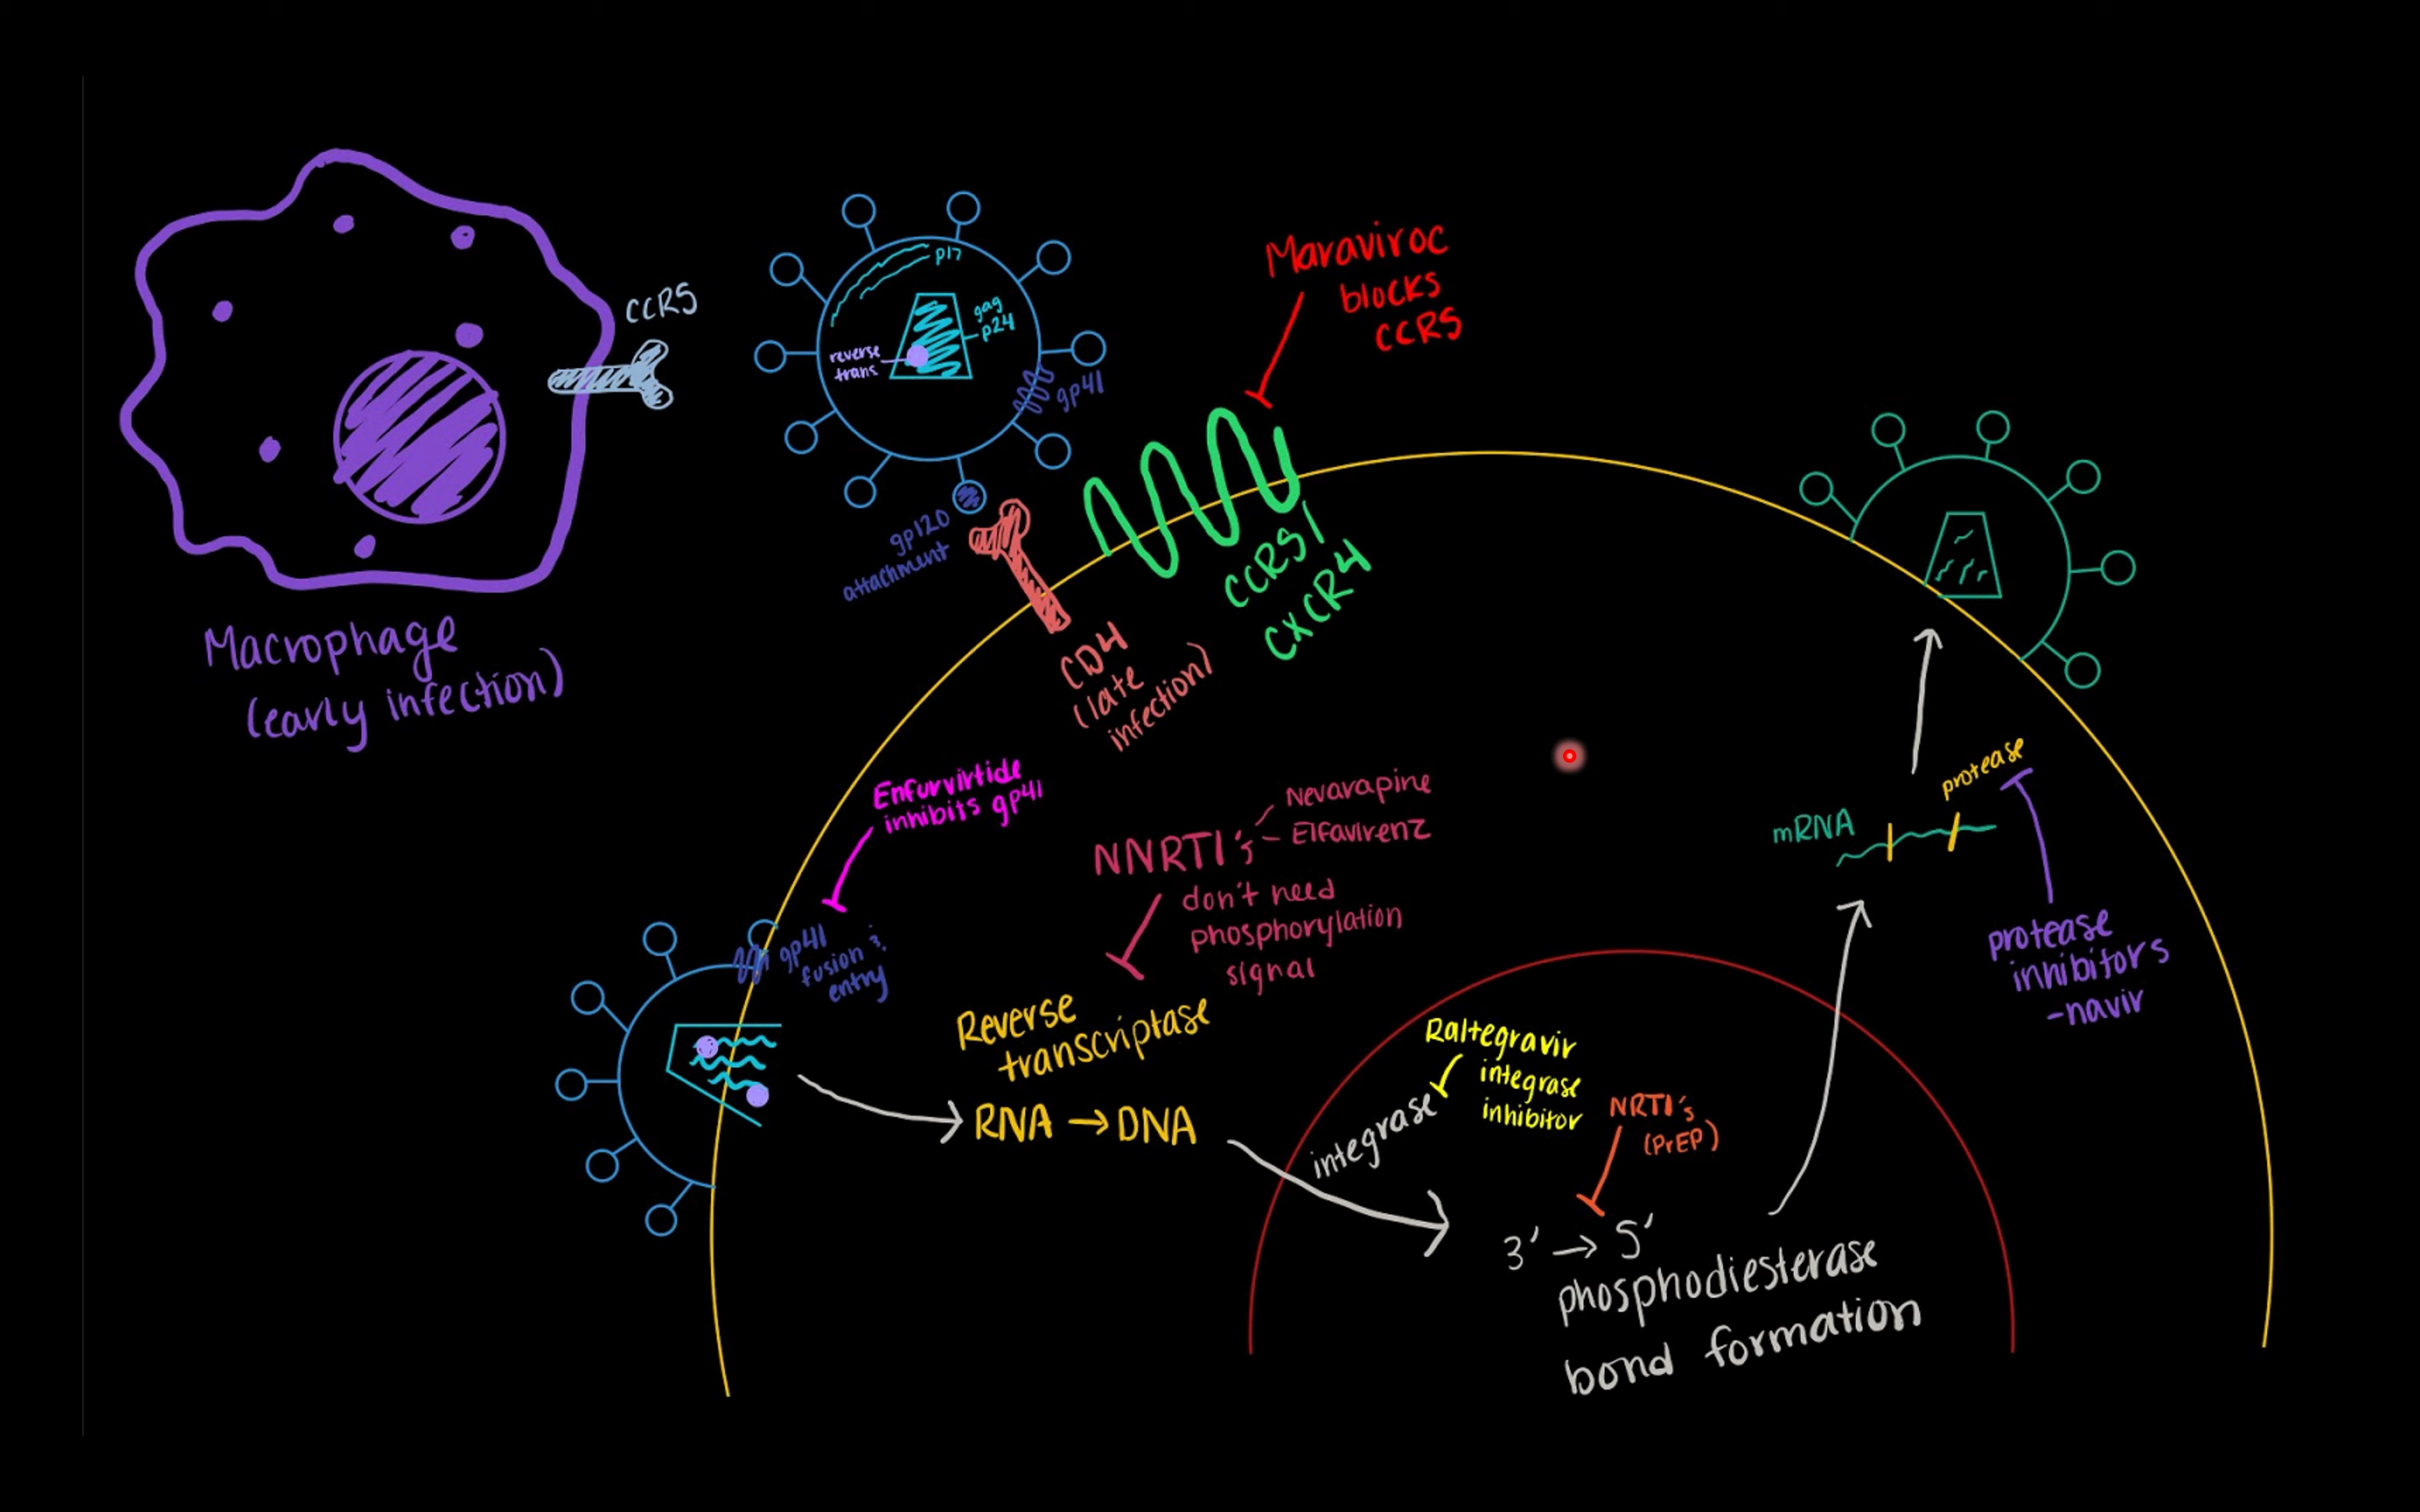 CCR5
Macrophage
(early infection)
p17
gag
p24
reverse
trans
gp41
gp120
attachment
Maraviroc
blocks
CCR5
CCR5/
CXCR4
CD4
(late
infection)
Enfurvirtide
inhibits gp41
gp41
fusion &
entry
NNRTI's
Nevarapine
Elfavirenz
don't need
phosphorylation
signal
Reverse
transcriptase
RNA → DNA
Raltegravir
integrase
inhibitor
integrase
NRTI's
(PrEP)
3' → 5'
phosphodiesterase
bond formation
mRNA
protease
protease
inhibitors
-navir